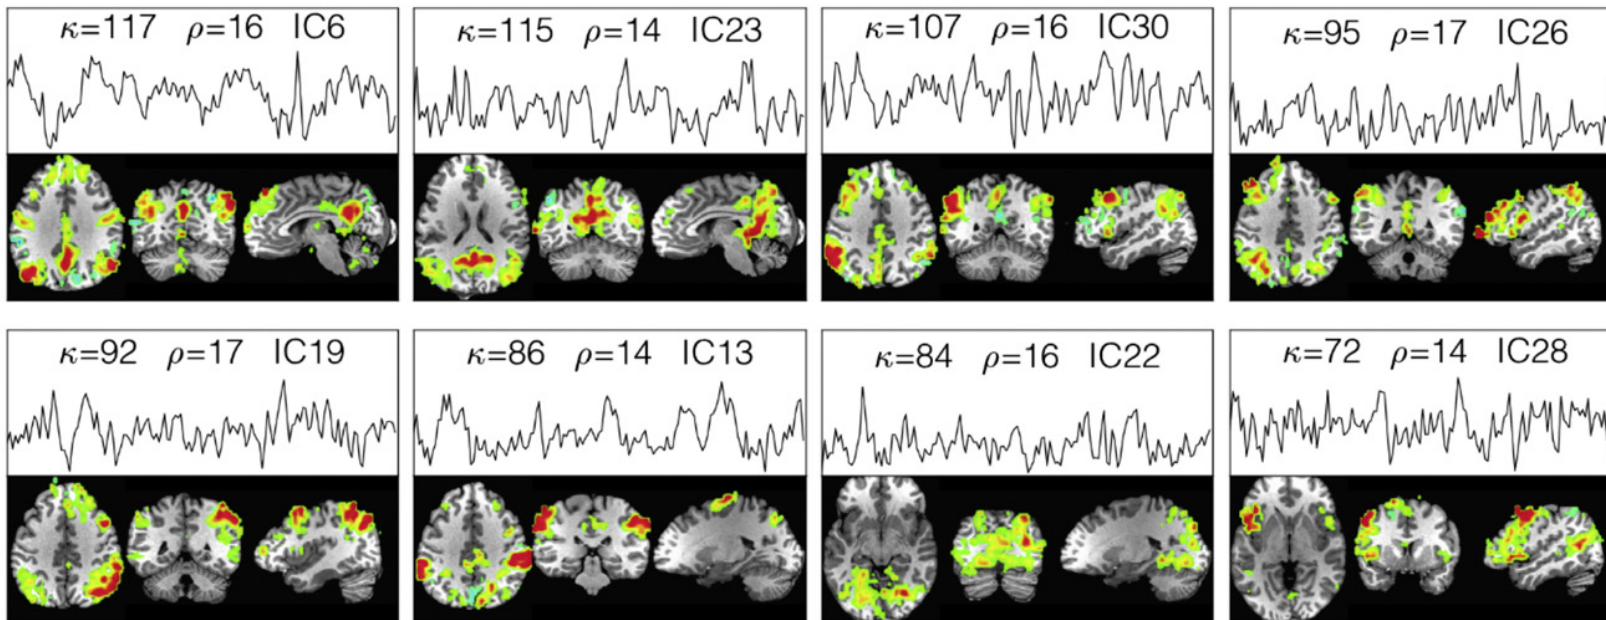 κ=117 ρ=16 IC6
κ=115 ρ=14 IC23
κ=107 ρ=16 IC30
κ=95 ρ=17 IC26
κ=92 ρ=17 IC19
κ=86 ρ=14 IC13
κ=84 ρ=16 IC22
κ=72 ρ=14 IC28